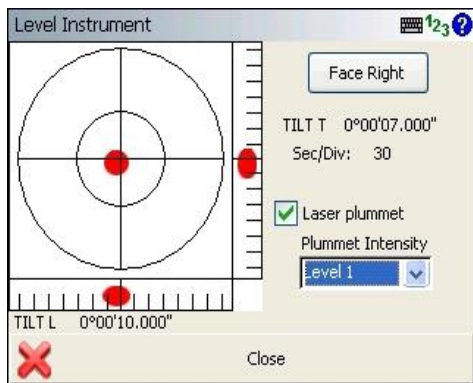 Level Instrument 123 ?
Face Right
TILT T 0°00'07.000"
Sec/Div: 30
Laser plummet
Plummet Intensity
Level 1
TILT L 0°00'10.000"
Close